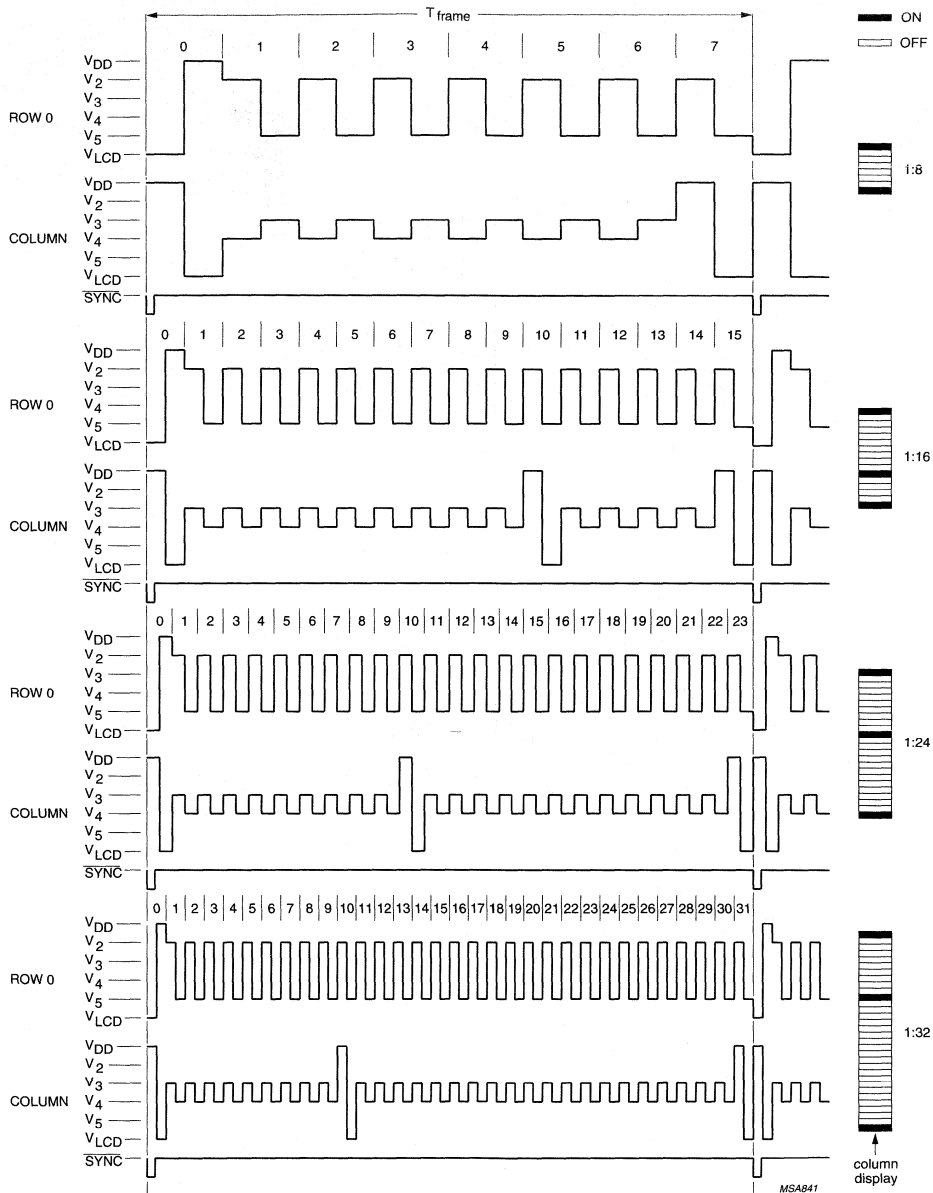 T frame
ON
OFF
0 1 2 3 4 5 6 7
ROW 0
VDD
V2
V3
V4
V5
VLCD
1:8
COLUMN
VDD
V2
V3
V4
V5
VLCD
SYNC
0 1 2 3 4 5 6 7 8 9 10 11 12 13 14 15
ROW 0
VDD
V2
V3
V4
V5
VLCD
1:16
COLUMN
VDD
V2
V3
V4
V5
VLCD
SYNC
0 1 2 3 4 5 6 7 8 9 10 11 12 13 14 15 16 17 18 19 20 21 22 23
ROW 0
VDD
V2
V3
V4
V5
VLCD
1:24
COLUMN
VDD
V2
V3
V4
V5
VLCD
SYNC
0 1 2 3 4 5 6 7 8 9 10 11 12 13 14 15 16 17 18 19 20 21 22 23 24 25 26 27 28 29 30 31
ROW 0
VDD
V2
V3
V4
V5
VLCD
1:32
COLUMN
VDD
V2
V3
V4
V5
VLCD
SYNC
column
display
MSA841